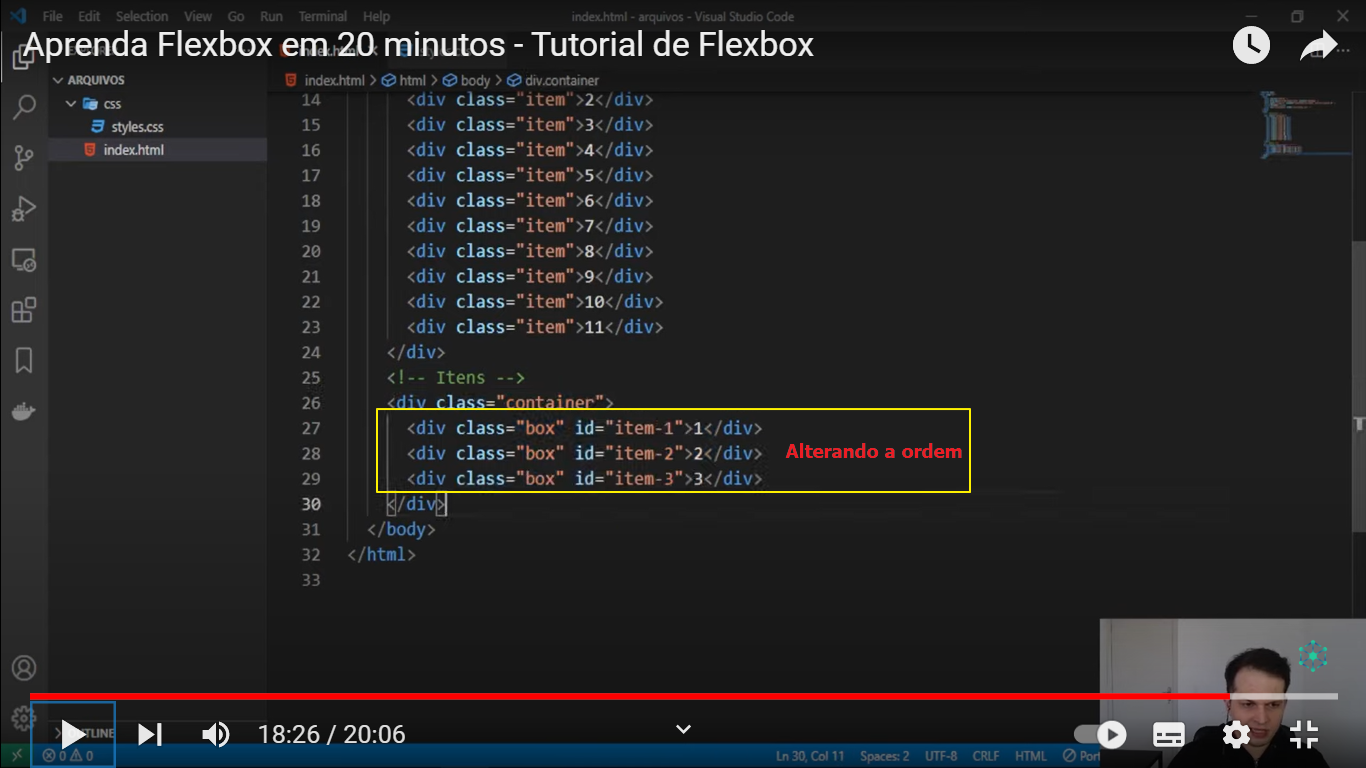 File Edit Selection View Go Run Terminal Help
index.html - arquivos - Visual Studio Code
Aprenda Flexbox em 20 minutos - Tutorial de Flexbox
ARQUIVOS
css
styles.css
index.html
index.html > html > body > div.container
14 <div class="item">2</div>
15 <div class="item">3</div>
16 <div class="item">4</div>
17 <div class="item">5</div>
18 <div class="item">6</div>
19 <div class="item">7</div>
20 <div class="item">8</div>
21 <div class="item">9</div>
22 <div class="item">10</div>
23 <div class="item">11</div>
24 </div>
25 <!-- Itens -->
26 <div class="container">
27 <div class="box" id="item-1">1</div>
28 <div class="box" id="item-2">2</div>
29 <div class="box" id="item-3">3</div>
Alterando a ordem
30 </div>
31 </body>
32 </html>
33
OUTLINE
18:26 / 20:06
0 0
Ln 30, Col 11 Spaces: 2 UTF-8 CRLF HTML